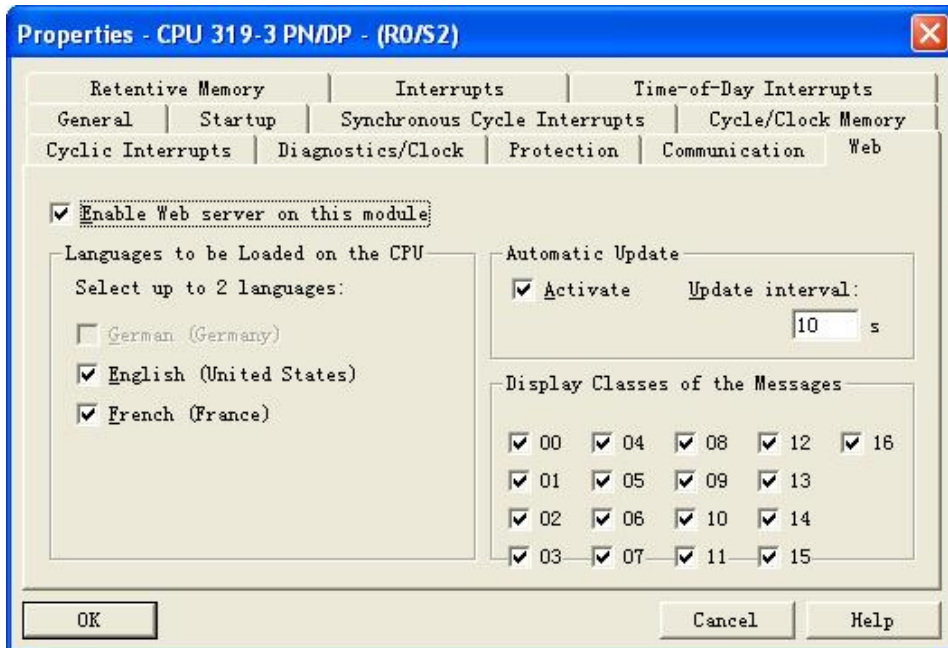 Properties - CPU 319-3 PN/DP - (R0/S2)
Retentive Memory Interrupts Time-of-Day Interrupts
General Startup Synchronous Cycle Interrupts Cycle/Clock Memory
Cyclic Interrupts Diagnostics/Clock Protection Communication Web
Enable Web server on this module
Languages to be Loaded on the CPU
Select up to 2 languages:
German (Germany)
English (United States)
French (France)
Automatic Update
Activate Update interval:
10 s
Display Classes of the Messages
00 04 08 12 16
01 05 09 13
02 06 10 14
03 07 11 15
OK Cancel Help